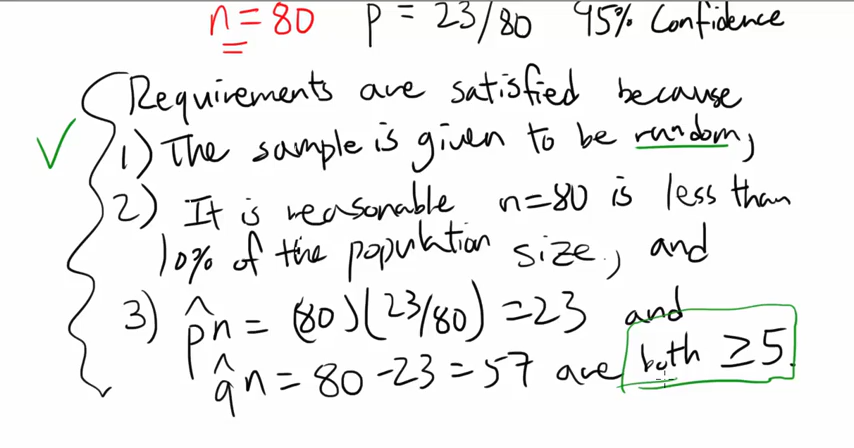 n=80 p = 23/80 95% Confidence
Requirements are satisfied because
1) The sample is given to be random,
2) It is reasonable n=80 is less than
10% of the population size, and
3) p̂n = (80)(23/80) = 23 and
q̂n = 80-23 = 57 are both ≥5.